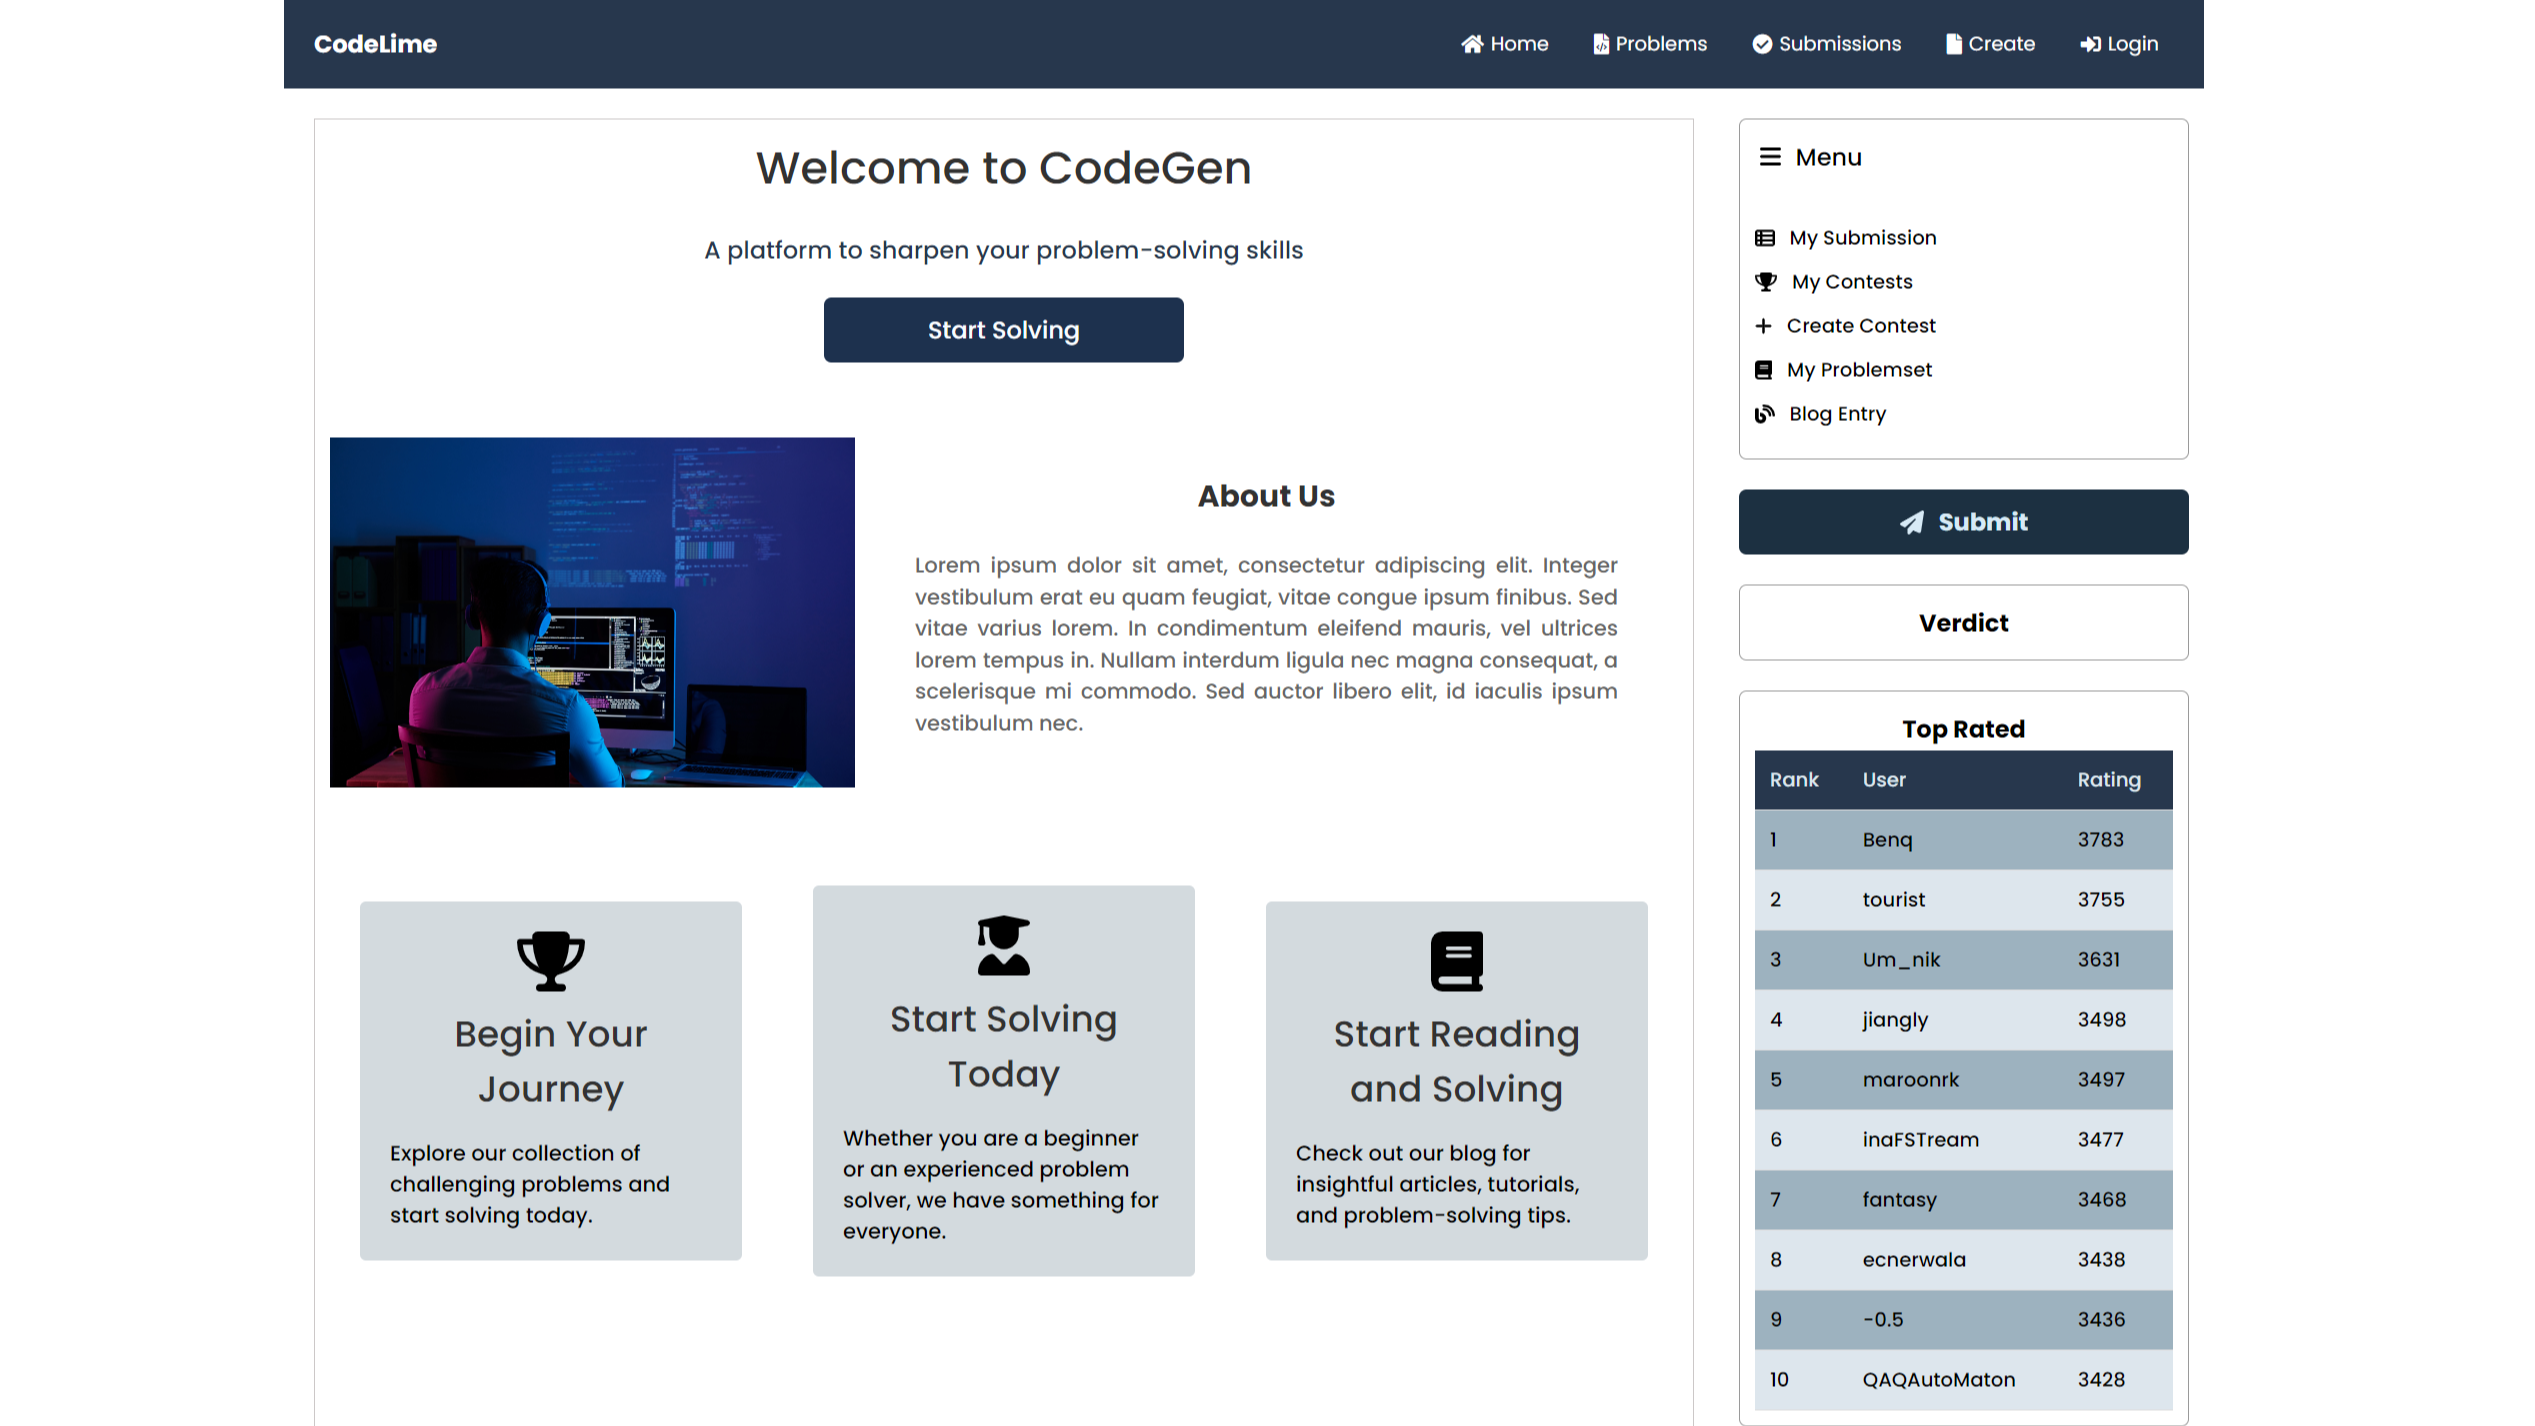 CodeLime
Home Problems Submissions Create Login
Welcome to CodeGen
A platform to sharpen your problem-solving skills
Start Solving
About Us
Lorem ipsum dolor sit amet, consectetur adipiscing elit. Integer
vestibulum erat eu quam feugiat, vitae congue ipsum finibus. Sed
vitae varius lorem. In condimentum eleifend mauris, vel ultrices
lorem tempus in. Nullam interdum ligula nec magna consequat, a
scelerisque mi commodo. Sed auctor libero elit, id iaculis ipsum
vestibulum nec.
Begin Your
Journey
Explore our collection of
challenging problems and
start solving today.
Start Solving
Today
Whether you are a beginner
or an experienced problem
solver, we have something for
everyone.
Start Reading
and Solving
Check out our blog for
insightful articles, tutorials,
and problem-solving tips.
Menu
My Submission
My Contests
Create Contest
My Problemset
Blog Entry
Submit
Verdict
Top Rated
Rank User Rating
1 Benq 3783
2 tourist 3755
3 Um_nik 3631
4 jiangly 3498
5 maroonrk 3497
6 inaFSTream 3477
7 fantasy 3468
8 ecnerwala 3438
9 -0.5 3436
10 QAQAutoMaton 3428